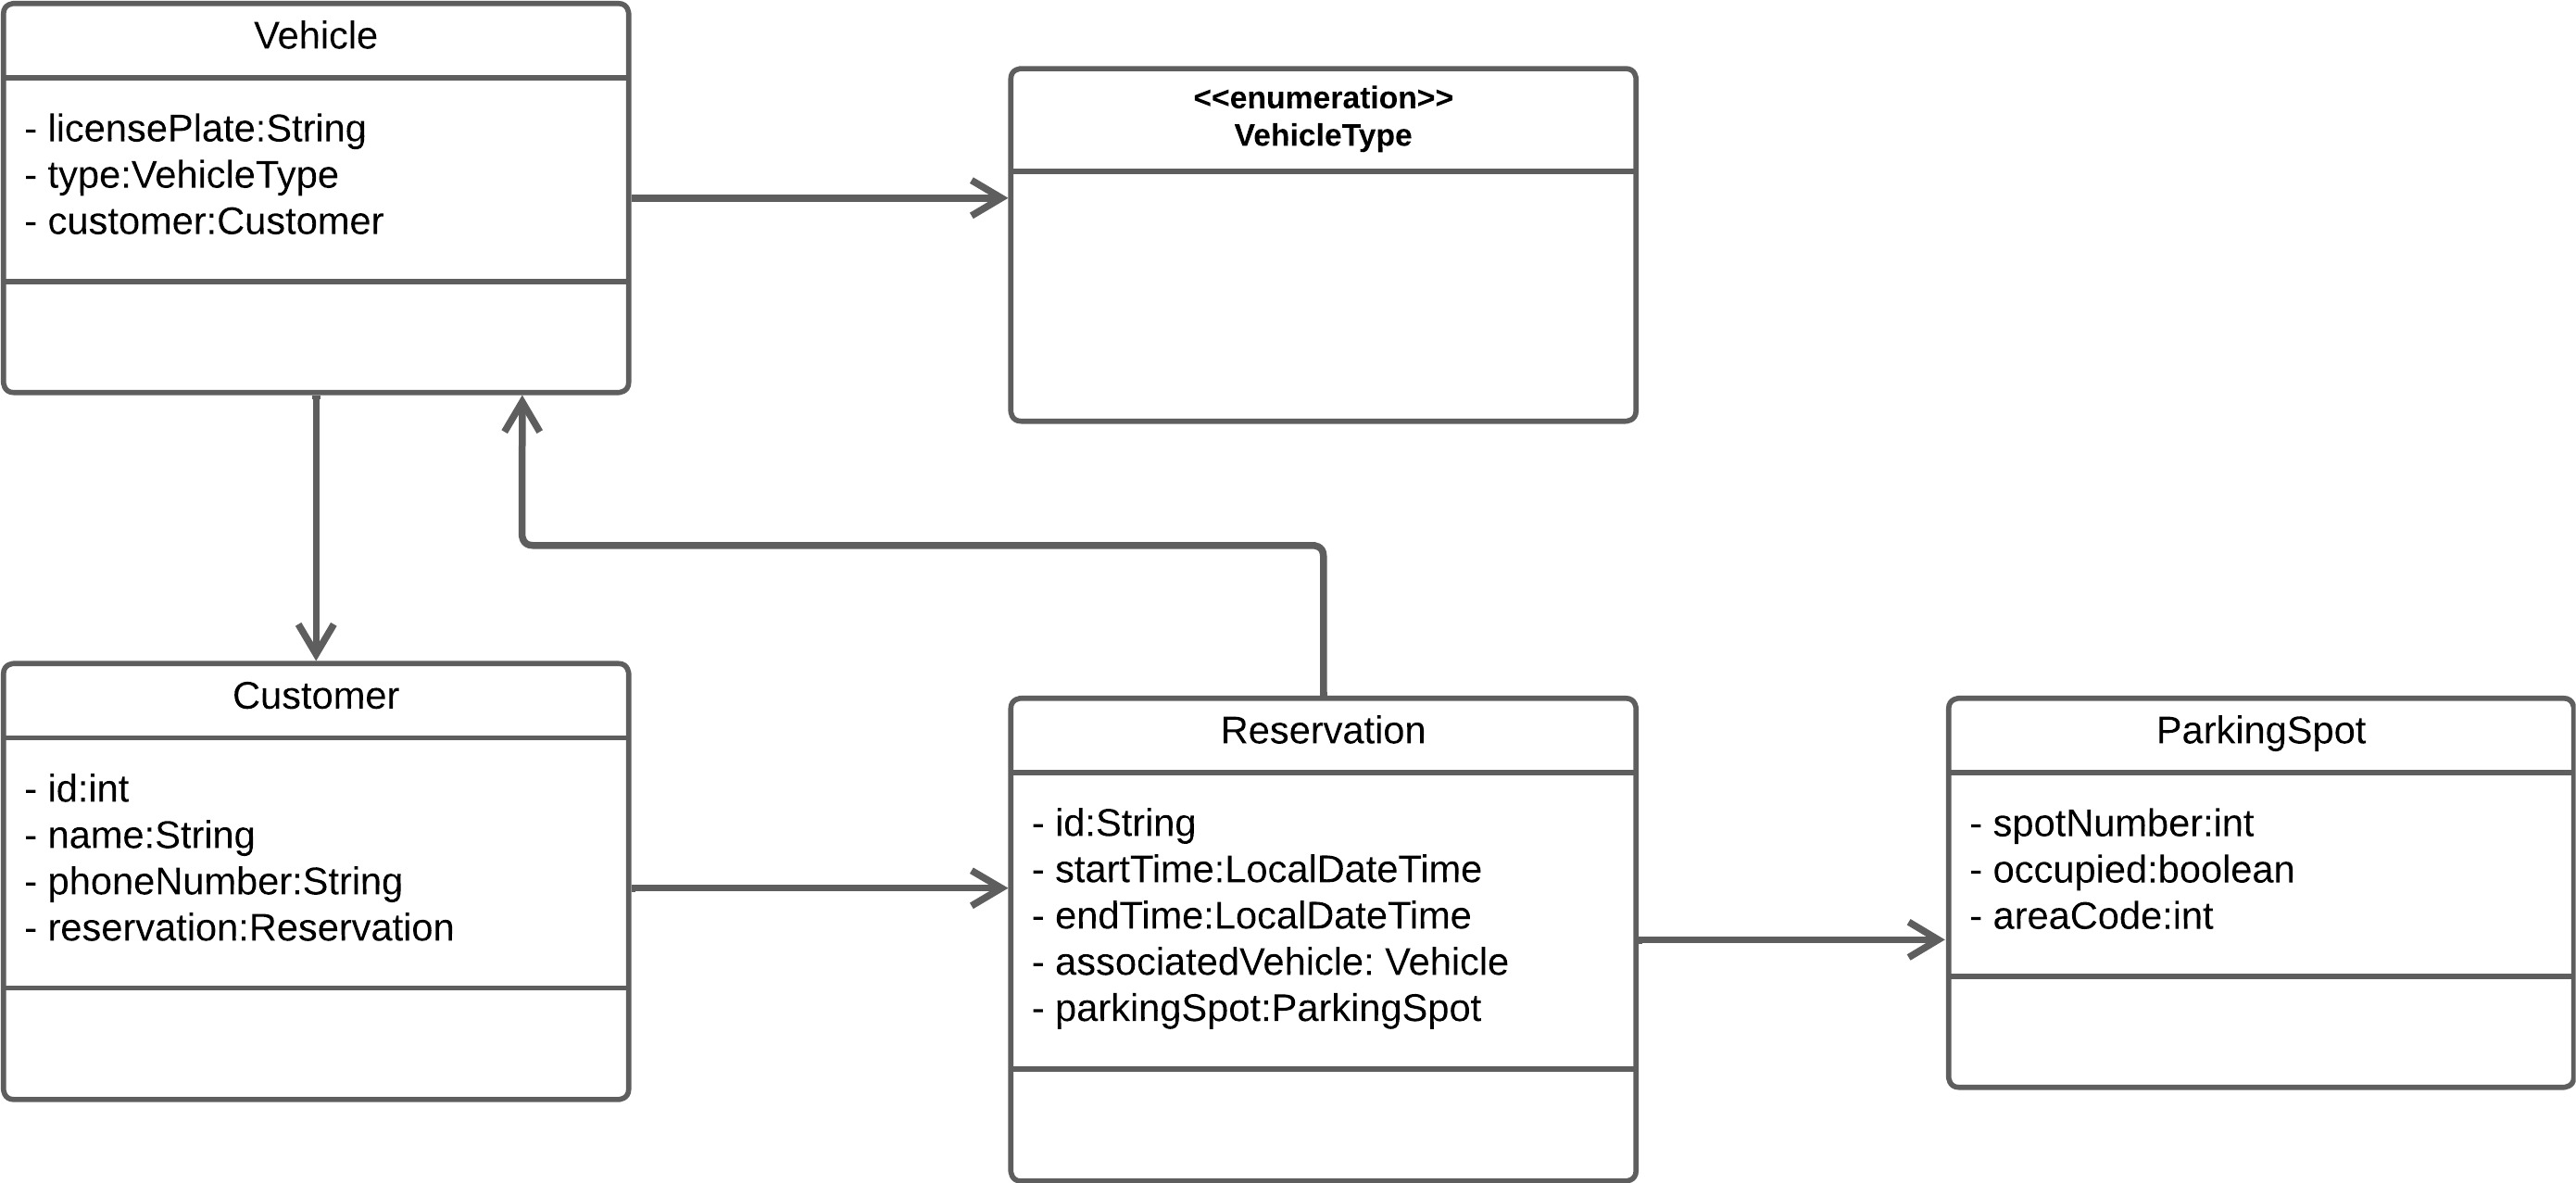 Vehicle
- licensePlate:String
- type:VehicleType
- customer:Customer
<<enumeration>>
VehicleType
Customer
- id:int
- name:String
- phoneNumber:String
- reservation:Reservation
Reservation
- id:String
- startTime:LocalDateTime
- endTime:LocalDateTime
- associatedVehicle: Vehicle
- parkingSpot:ParkingSpot
ParkingSpot
- spotNumber:int
- occupied:boolean
- areaCode:int